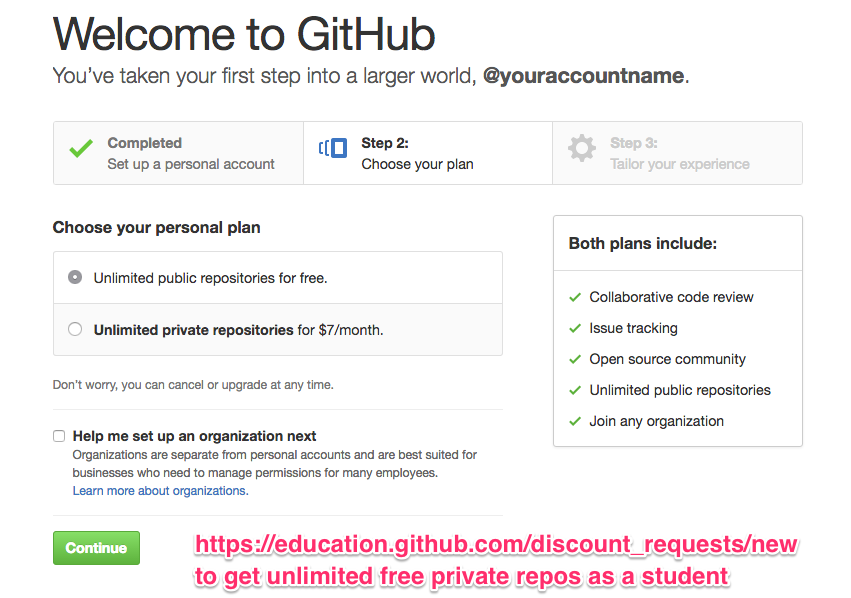 Welcome to GitHub
You've taken your first step into a larger world, @youraccountname.
Completed
Set up a personal account
Step 2:
Choose your plan
Step 3:
Tailor your experience
Choose your personal plan
Unlimited public repositories for free.
Unlimited private repositories for $7/month.
Don't worry, you can cancel or upgrade at any time.
Help me set up an organization next
Organizations are separate from personal accounts and are best suited for
businesses who need to manage permissions for many employees.
Learn more about organizations.
Both plans include:
Collaborative code review
Issue tracking
Open source community
Unlimited public repositories
Join any organization
Continue
https://education.github.com/discount_requests/new
to get unlimited free private repos as a student